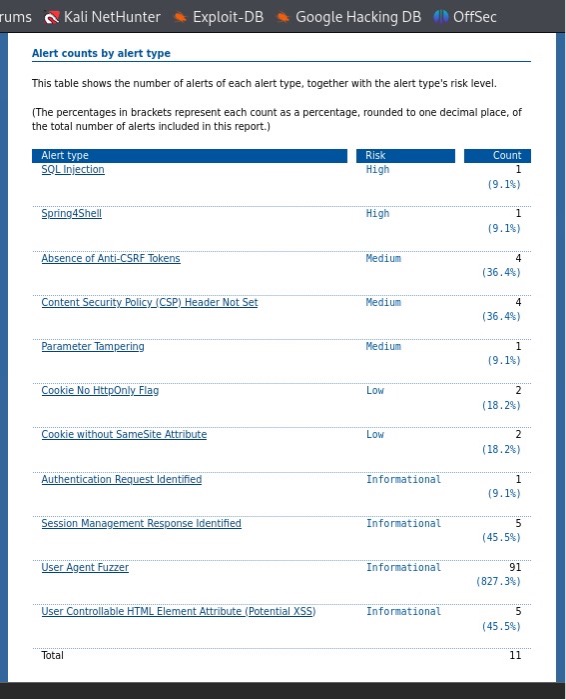 rums Kali NetHunter Exploit-DB Google Hacking DB OffSec
Alert counts by alert type
This table shows the number of alerts of each alert type, together with the alert type's risk level.
(The percentages in brackets represent each count as a percentage, rounded to one decimal place, of
the total number of alerts included in this report.)
Alert type Risk Count
SQL Injection High 1
(9.1%)
Spring4Shell High 1
(9.1%)
Absence of Anti-CSRF Tokens Medium 4
(36.4%)
Content Security Policy (CSP) Header Not Set Medium 4
(36.4%)
Parameter Tampering Medium 1
(9.1%)
Cookie No HttpOnly Flag Low 2
(18.2%)
Cookie without SameSite Attribute Low 2
(18.2%)
Authentication Request Identified Informational 1
(9.1%)
Session Management Response Identified Informational 5
(45.5%)
User Agent Fuzzer Informational 91
(827.3%)
User Controllable HTML Element Attribute (Potential XSS) Informational 5
(45.5%)
Total 11